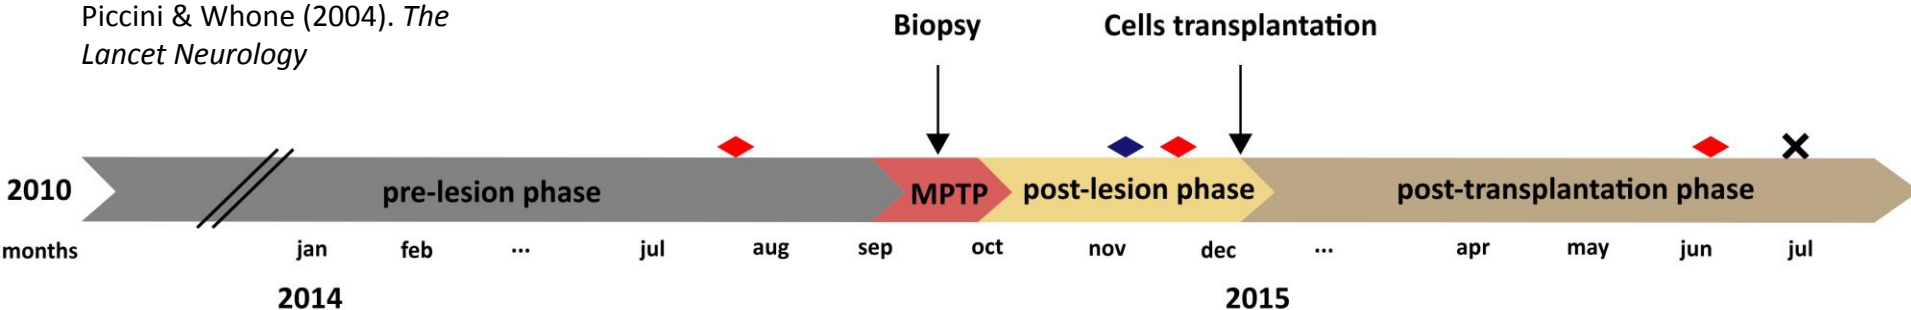 Piccini & Whone (2004). The
Lancet Neurology
Biopsy
Cells transplantation
2010
pre-lesion phase
MPTP
post-lesion phase
post-transplantation phase
months
jan
feb
...
jul
aug
sep
oct
nov
dec
...
apr
may
jun
jul
2014
2015